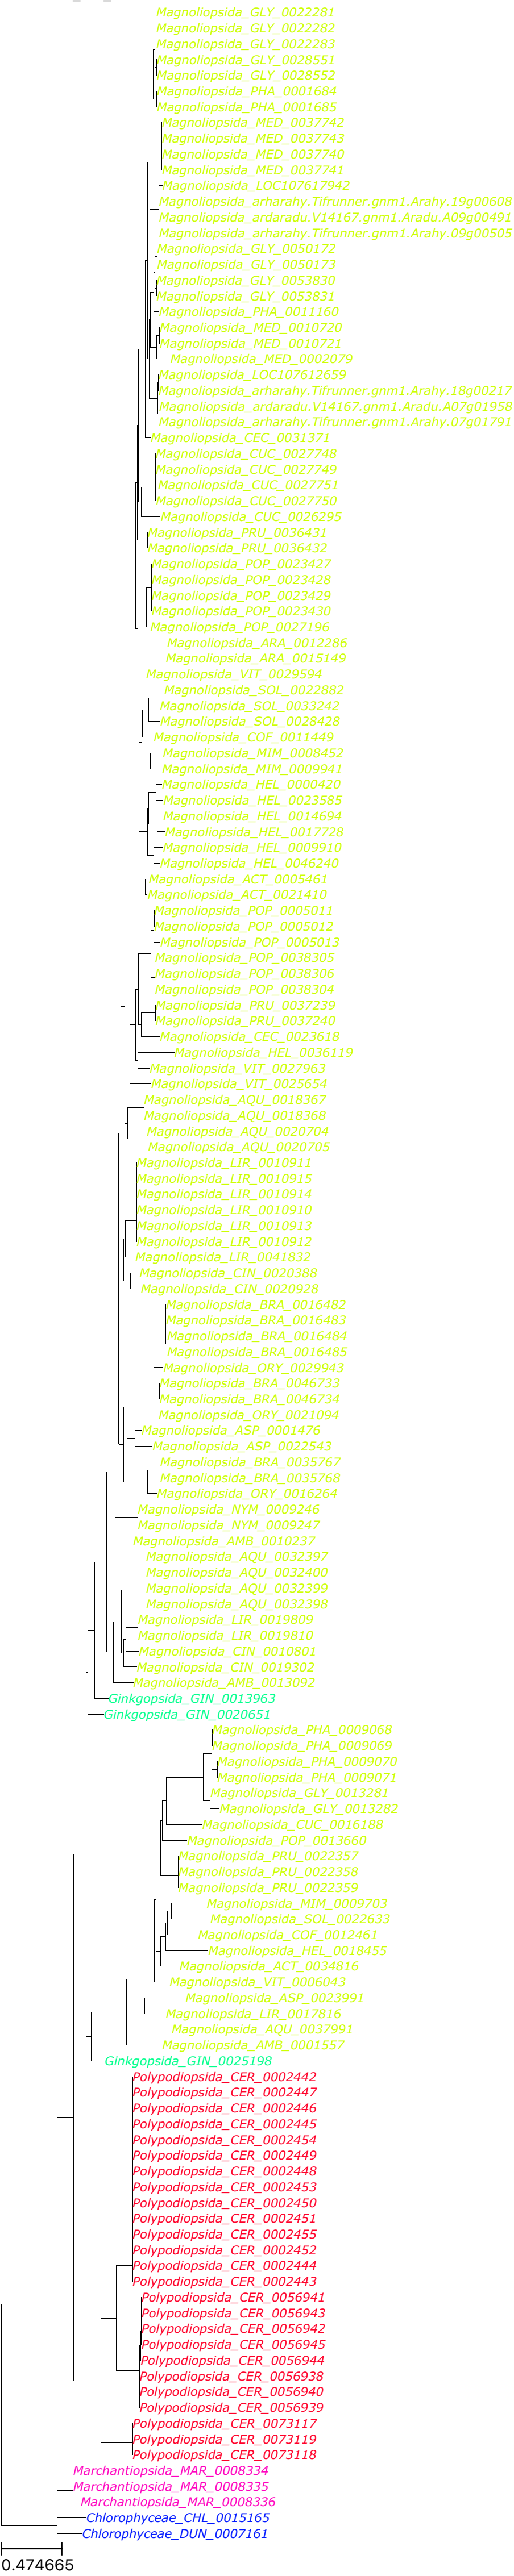 Magnoliopsida_GLY_0022281
Magnoliopsida_GLY_0022282
Magnoliopsida_GLY_0022283
Magnoliopsida_GLY_0028551
Magnoliopsida_GLY_0028552
Magnoliopsida_PHA_0001684
Magnoliopsida_PHA_0001685
Magnoliopsida_MED_0037742
Magnoliopsida_MED_0037743
Magnoliopsida_MED_0037740
Magnoliopsida_MED_0037741
Magnoliopsida_LOC107617942
Magnoliopsida_arharahy.Tifrunner.gnm1.Arahy.19g00608
Magnoliopsida_ardaradu.V14167.gnm1.Aradu.A09g00491
Magnoliopsida_arharahy.Tifrunner.gnm1.Arahy.09g00505
Magnoliopsida_GLY_0050172
Magnoliopsida_GLY_0050173
Magnoliopsida_GLY_0053830
Magnoliopsida_GLY_0053831
Magnoliopsida_PHA_0011160
Magnoliopsida_MED_0010720
Magnoliopsida_MED_0010721
Magnoliopsida_MED_0002079
Magnoliopsida_LOC107612659
Magnoliopsida_arharahy.Tifrunner.gnm1.Arahy.18g00217
Magnoliopsida_ardaradu.V14167.gnm1.Aradu.A07g01958
Magnoliopsida_arharahy.Tifrunner.gnm1.Arahy.07g01791
Magnoliopsida_CEC_0031371
Magnoliopsida_CUC_0027748
Magnoliopsida_CUC_0027749
Magnoliopsida_CUC_0027751
Magnoliopsida_CUC_0027750
Magnoliopsida_CUC_0026295
Magnoliopsida_PRU_0036431
Magnoliopsida_PRU_0036432
Magnoliopsida_POP_0023427
Magnoliopsida_POP_0023428
Magnoliopsida_POP_0023429
Magnoliopsida_POP_0023430
Magnoliopsida_POP_0027196
Magnoliopsida_ARA_0012286
Magnoliopsida_ARA_0015149
Magnoliopsida_VIT_0029594
Magnoliopsida_SOL_0022882
Magnoliopsida_SOL_0033242
Magnoliopsida_SOL_0028428
Magnoliopsida_COF_0011449
Magnoliopsida_MIM_0008452
Magnoliopsida_MIM_0009941
Magnoliopsida_HEL_0000420
Magnoliopsida_HEL_0023585
Magnoliopsida_HEL_0014694
Magnoliopsida_HEL_0017728
Magnoliopsida_HEL_0009910
Magnoliopsida_HEL_0046240
Magnoliopsida_ACT_0005461
Magnoliopsida_ACT_0021410
Magnoliopsida_POP_0005011
Magnoliopsida_POP_0005012
Magnoliopsida_POP_0005013
Magnoliopsida_POP_0038305
Magnoliopsida_POP_0038306
Magnoliopsida_POP_0038304
Magnoliopsida_PRU_0037239
Magnoliopsida_PRU_0037240
Magnoliopsida_CEC_0023618
Magnoliopsida_HEL_0036119
Magnoliopsida_VIT_0027963
Magnoliopsida_VIT_0025654
Magnoliopsida_AQU_0018367
Magnoliopsida_AQU_0018368
Magnoliopsida_AQU_0020704
Magnoliopsida_AQU_0020705
Magnoliopsida_LIR_0010911
Magnoliopsida_LIR_0010915
Magnoliopsida_LIR_0010914
Magnoliopsida_LIR_0010910
Magnoliopsida_LIR_0010913
Magnoliopsida_LIR_0010912
Magnoliopsida_LIR_0041832
Magnoliopsida_CIN_0020388
Magnoliopsida_CIN_0020928
Magnoliopsida_BRA_0016482
Magnoliopsida_BRA_0016483
Magnoliopsida_BRA_0016484
Magnoliopsida_BRA_0016485
Magnoliopsida_ORY_0029943
Magnoliopsida_BRA_0046733
Magnoliopsida_BRA_0046734
Magnoliopsida_ORY_0021094
Magnoliopsida_ASP_0001476
Magnoliopsida_ASP_0022543
Magnoliopsida_BRA_0035767
Magnoliopsida_BRA_0035768
Magnoliopsida_ORY_0016264
Magnoliopsida_NYM_0009246
Magnoliopsida_NYM_0009247
Magnoliopsida_AMB_0010237
Magnoliopsida_AQU_0032397
Magnoliopsida_AQU_0032400
Magnoliopsida_AQU_0032399
Magnoliopsida_AQU_0032398
Magnoliopsida_LIR_0019809
Magnoliopsida_LIR_0019810
Magnoliopsida_CIN_0010801
Magnoliopsida_CIN_0019302
Magnoliopsida_AMB_0013092
Ginkgopsida_GIN_0013963
Ginkgopsida_GIN_0020651
Magnoliopsida_PHA_0009068
Magnoliopsida_PHA_0009069
Magnoliopsida_PHA_0009070
Magnoliopsida_PHA_0009071
Magnoliopsida_GLY_0013281
Magnoliopsida_GLY_0013282
Magnoliopsida_CUC_0016188
Magnoliopsida_POP_0013660
Magnoliopsida_PRU_0022357
Magnoliopsida_PRU_0022358
Magnoliopsida_PRU_0022359
Magnoliopsida_MIM_0009703
Magnoliopsida_SOL_0022633
Magnoliopsida_COF_0012461
Magnoliopsida_HEL_0018455
Magnoliopsida_ACT_0034816
Magnoliopsida_VIT_0006043
Magnoliopsida_ASP_0023991
Magnoliopsida_LIR_0017816
Magnoliopsida_AQU_0037991
Magnoliopsida_AMB_0001557
Ginkgopsida_GIN_0025198
Polypodiopsida_CER_0002442
Polypodiopsida_CER_0002447
Polypodiopsida_CER_0002446
Polypodiopsida_CER_0002445
Polypodiopsida_CER_0002454
Polypodiopsida_CER_0002449
Polypodiopsida_CER_0002448
Polypodiopsida_CER_0002453
Polypodiopsida_CER_0002450
Polypodiopsida_CER_0002451
Polypodiopsida_CER_0002455
Polypodiopsida_CER_0002452
Polypodiopsida_CER_0002444
Polypodiopsida_CER_0002443
Polypodiopsida_CER_0056941
Polypodiopsida_CER_0056943
Polypodiopsida_CER_0056942
Polypodiopsida_CER_0056945
Polypodiopsida_CER_0056944
Polypodiopsida_CER_0056938
Polypodiopsida_CER_0056940
Polypodiopsida_CER_0056939
Polypodiopsida_CER_0073117
Polypodiopsida_CER_0073119
Polypodiopsida_CER_0073118
Marchantiopsida_MAR_0008334
Marchantiopsida_MAR_0008335
Marchantiopsida_MAR_0008336
Chlorophyceae_CHL_0015165
Chlorophyceae_DUN_0007161
0.474665